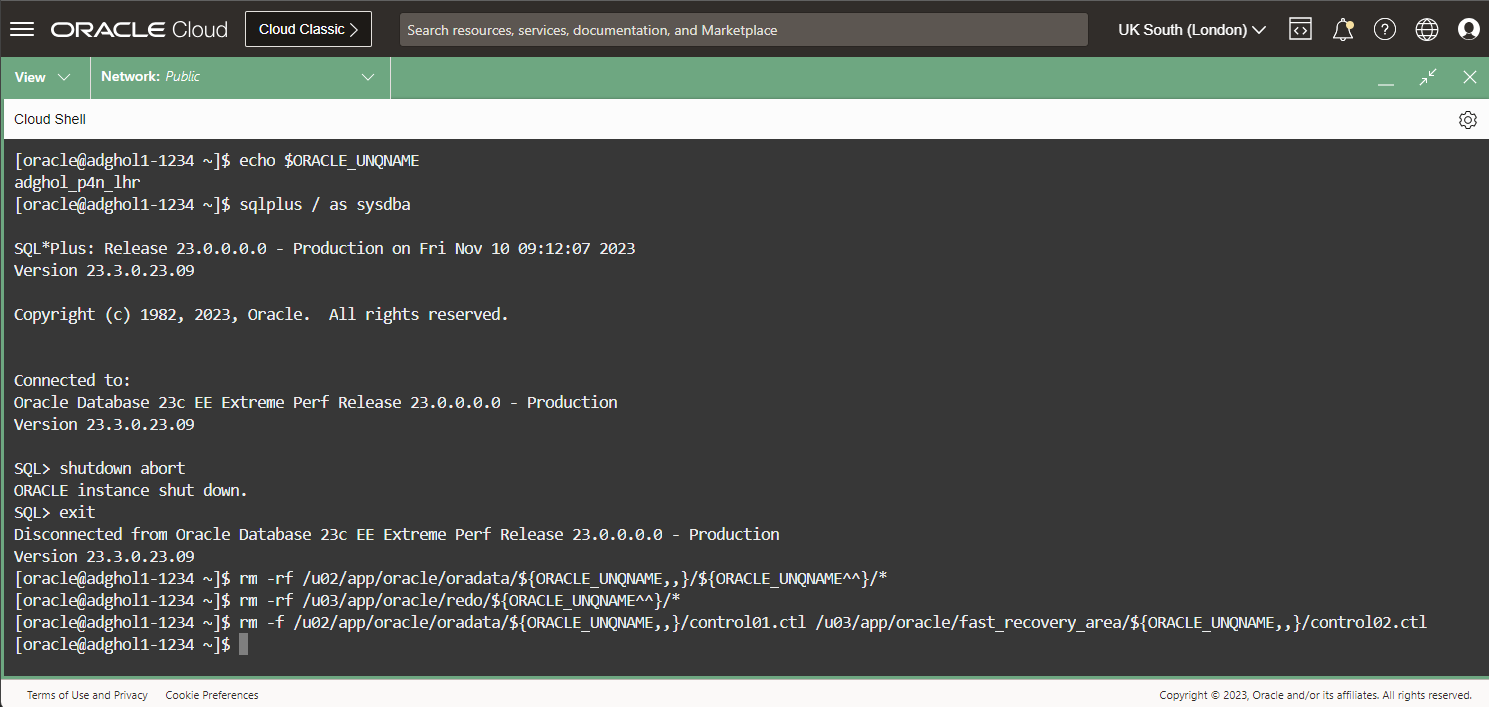 ORACLE Cloud
Cloud Classic >
Search resources, services, documentation, and Marketplace
UK South (London)
View
Network: Public
Cloud Shell
[oracle@adghol1-1234 ~]$ echo $ORACLE_UNQNAME
adghol_p4n_lhr
[oracle@adghol1-1234 ~]$ sqlplus / as sysdba
SQL*Plus: Release 23.0.0.0.0 - Production on Fri Nov 10 09:12:07 2023
Version 23.3.0.23.09
Copyright (c) 1982, 2023, Oracle.  All rights reserved.
Connected to:
Oracle Database 23c EE Extreme Perf Release 23.0.0.0.0 - Production
Version 23.3.0.23.09
SQL> shutdown abort
ORACLE instance shut down.
SQL> exit
Disconnected from Oracle Database 23c EE Extreme Perf Release 23.0.0.0.0 - Production
Version 23.3.0.23.09
[oracle@adghol1-1234 ~]$ rm -rf /u02/app/oracle/oradata/${ORACLE_UNQNAME,,}/${ORACLE_UNQNAME^^}/*
[oracle@adghol1-1234 ~]$ rm -rf /u03/app/oracle/redo/${ORACLE_UNQNAME^^}/*
[oracle@adghol1-1234 ~]$ rm -f /u02/app/oracle/oradata/${ORACLE_UNQNAME,,}/control01.ctl /u03/app/oracle/fast_recovery_area/${ORACLE_UNQNAME,,}/control02.ctl
[oracle@adghol1-1234 ~]$
Terms of Use and Privacy
Cookie Preferences
Copyright © 2023, Oracle and/or its affiliates. All rights reserved.